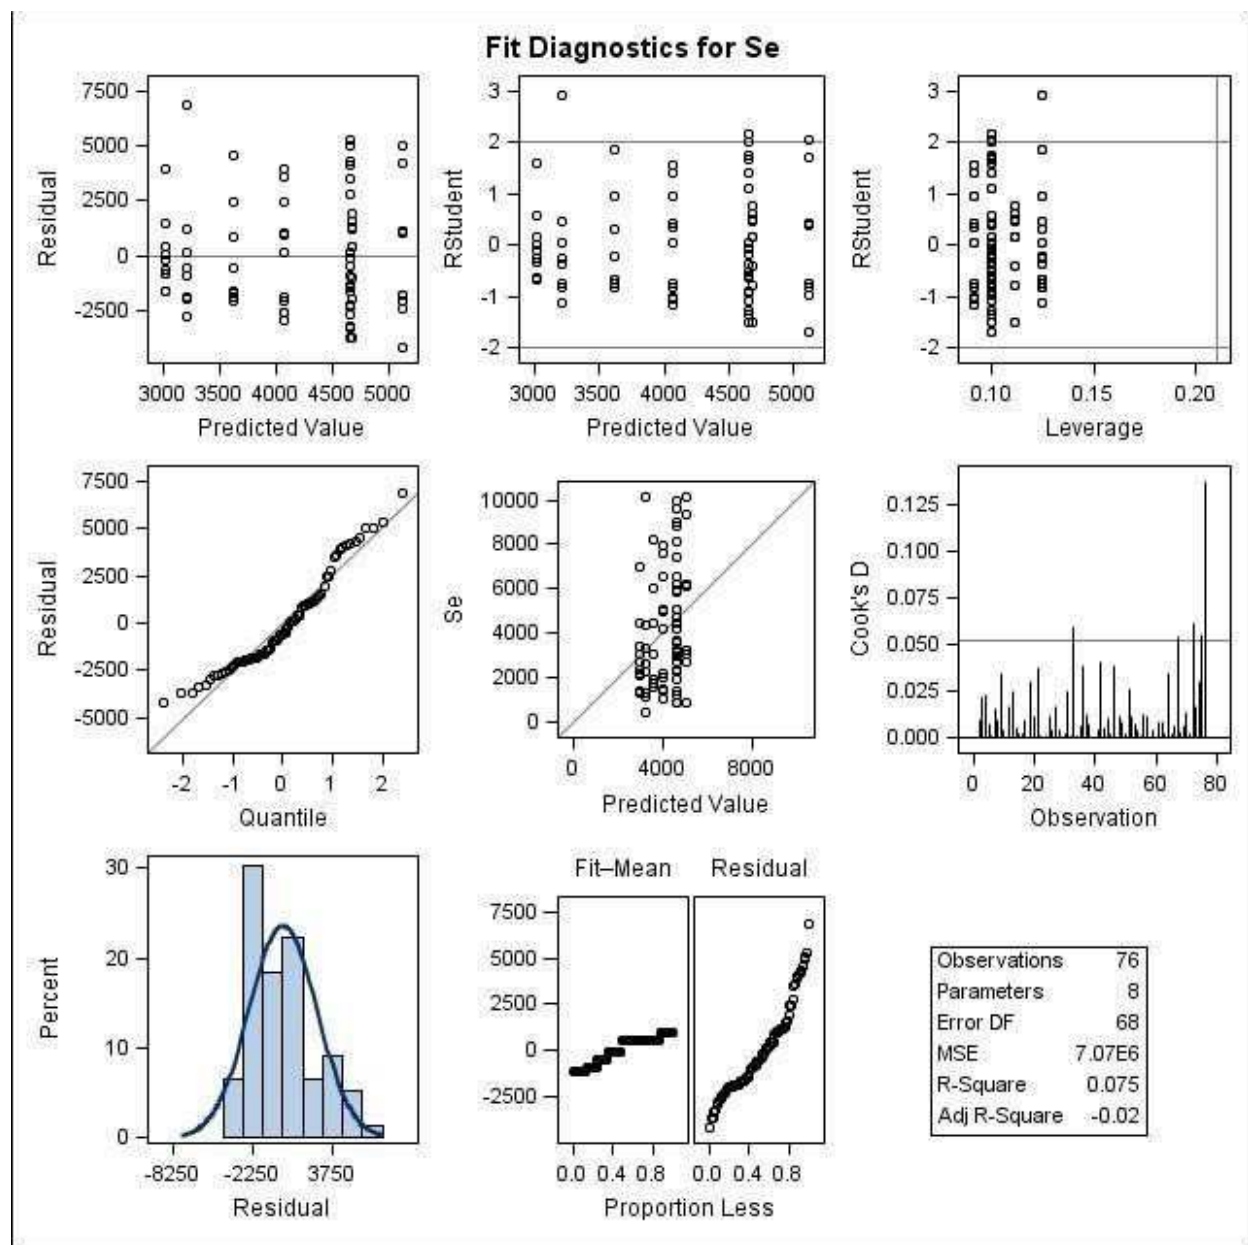 Fit Diagnostics for Se
7500
5000
2500
0
-2500
Residual
3000 3500 4000 4500 5000
Predicted Value
3
2
1
0
-1
-2
RStudent
3000 3500 4000 4500 5000
Predicted Value
3
2
1
0
-1
-2
RStudent
0.10 0.15 0.20
Leverage
7500
5000
2500
0
-2500
-5000
Residual
-2 -1 0 1 2
Quantile
10000
8000
6000
4000
2000
0
Se
0 4000 8000
Predicted Value
0.125
0.100
0.075
0.050
0.025
0.000
Cook's D
0 20 40 60 80
Observation
30
20
10
0
Percent
-8250 -2250 3750
Residual
Fit–Mean Residual
7500
5000
2500
0
-2500
0.0 0.4 0.8 0.0 0.4 0.8
Proportion Less
Observations 76
Parameters 8
Error DF 68
MSE 7.07E6
R-Square 0.075
Adj R-Square -0.02